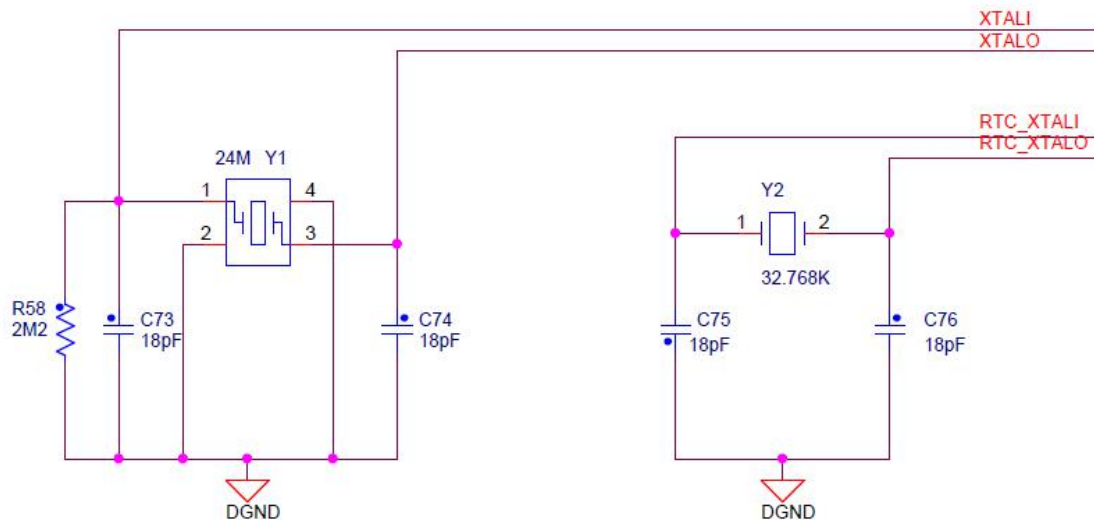 XTALI
XTALO
RTC_XTALI
RTC_XTALO
24M Y1
1 4
2 3
Y2
1 2
32.768K
R58
2M2
C73
18pF
C74
18pF
C75
18pF
C76
18pF
DGND
DGND